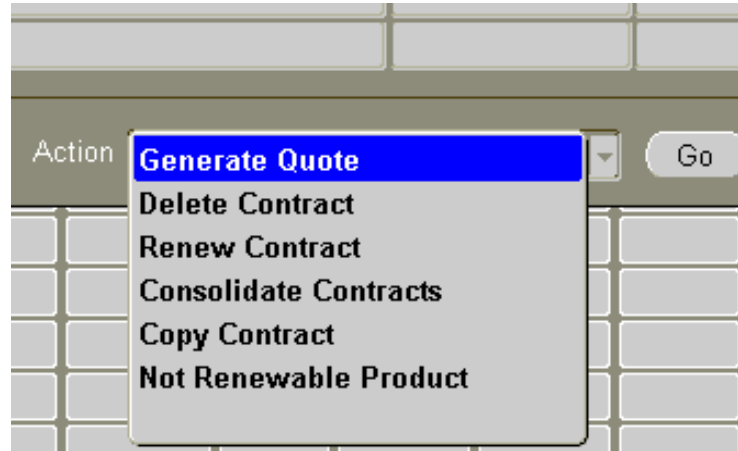 Action
Generate Quote
Go
Delete Contract
Renew Contract
Consolidate Contracts
Copy Contract
Not Renewable Product